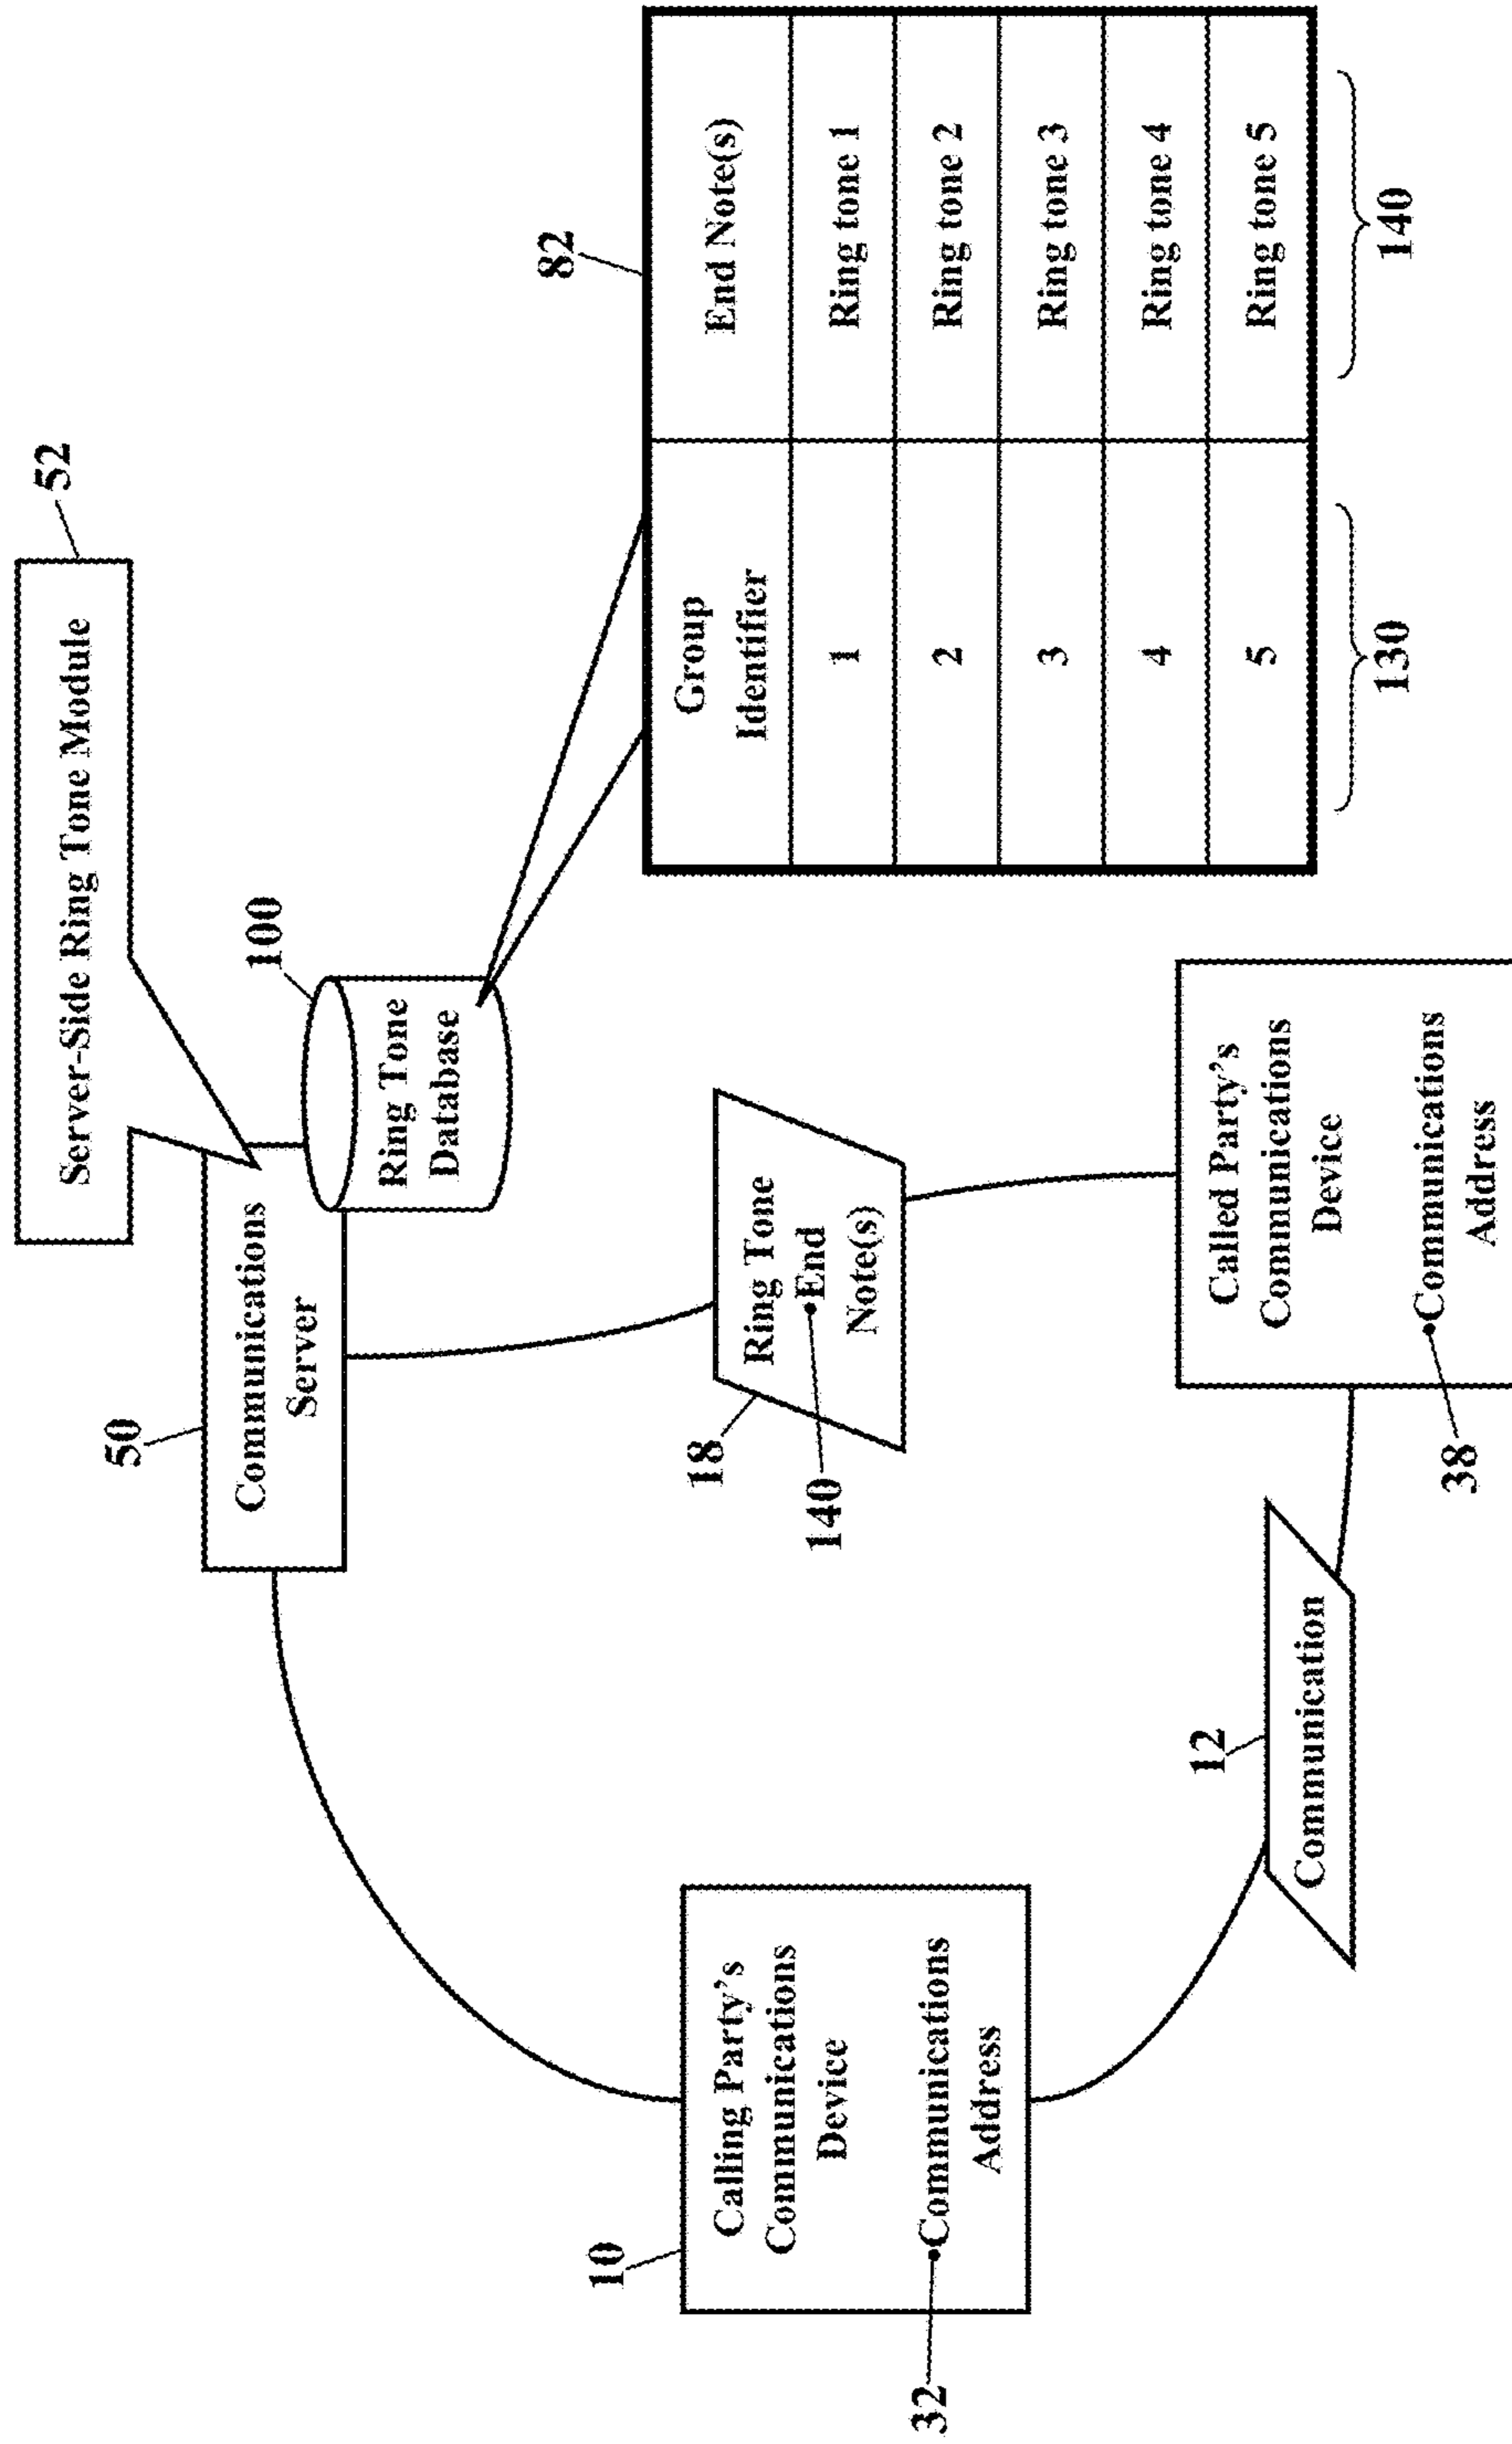 Server-Side Ring Tone Module
52
50
Communications
Server
100
Ring Tone
Database
82
Group
Identifier
End Note(s)
1
Ring tone 1
2
Ring tone 2
3
Ring tone 3
4
Ring tone 4
5
Ring tone 5
130
140
18
Ring Tone
End
Note(s)
140
10
Calling Party's
Communications
Device
Communications
Address
32
12
Communication
Called Party's
Communications
Device
Communications
Address
38